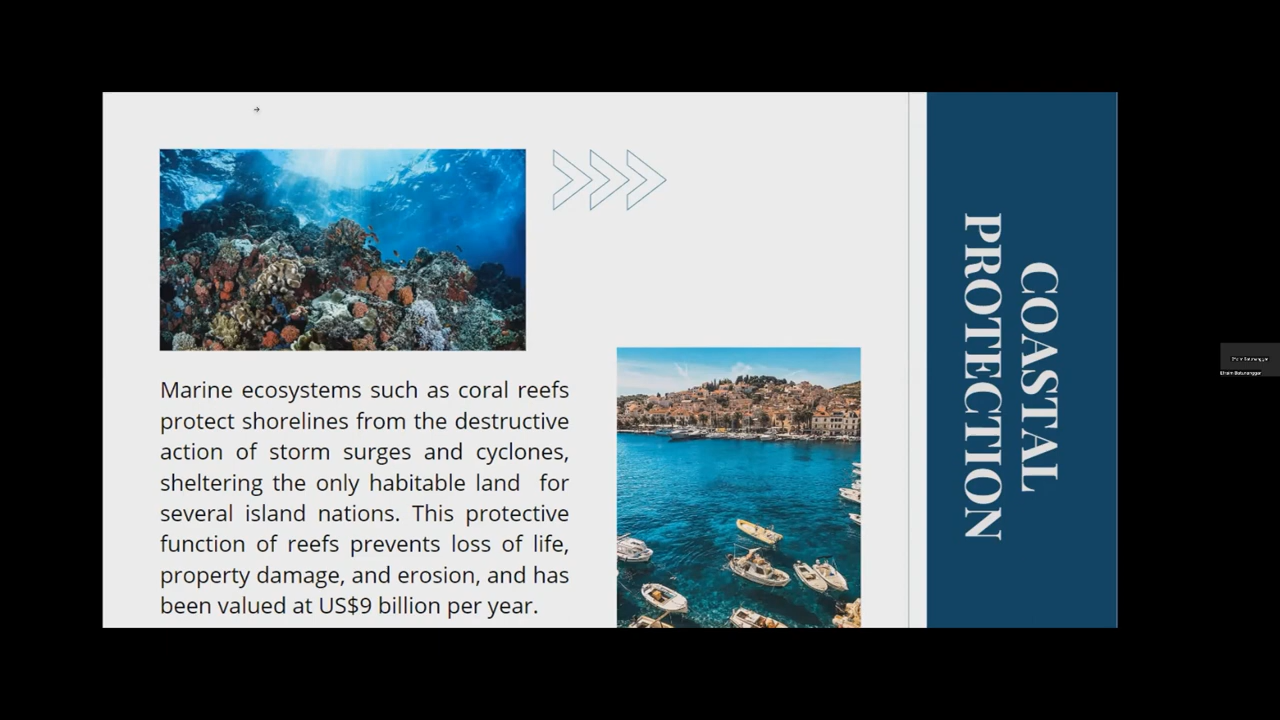 Marine ecosystems such as coral reefs
protect shorelines from the destructive
action of storm surges and cyclones,
sheltering the only habitable land for
several island nations. This protective
function of reefs prevents loss of life,
property damage, and erosion, and has
been valued at US$9 billion per year.
COASTAL
PROTECTION